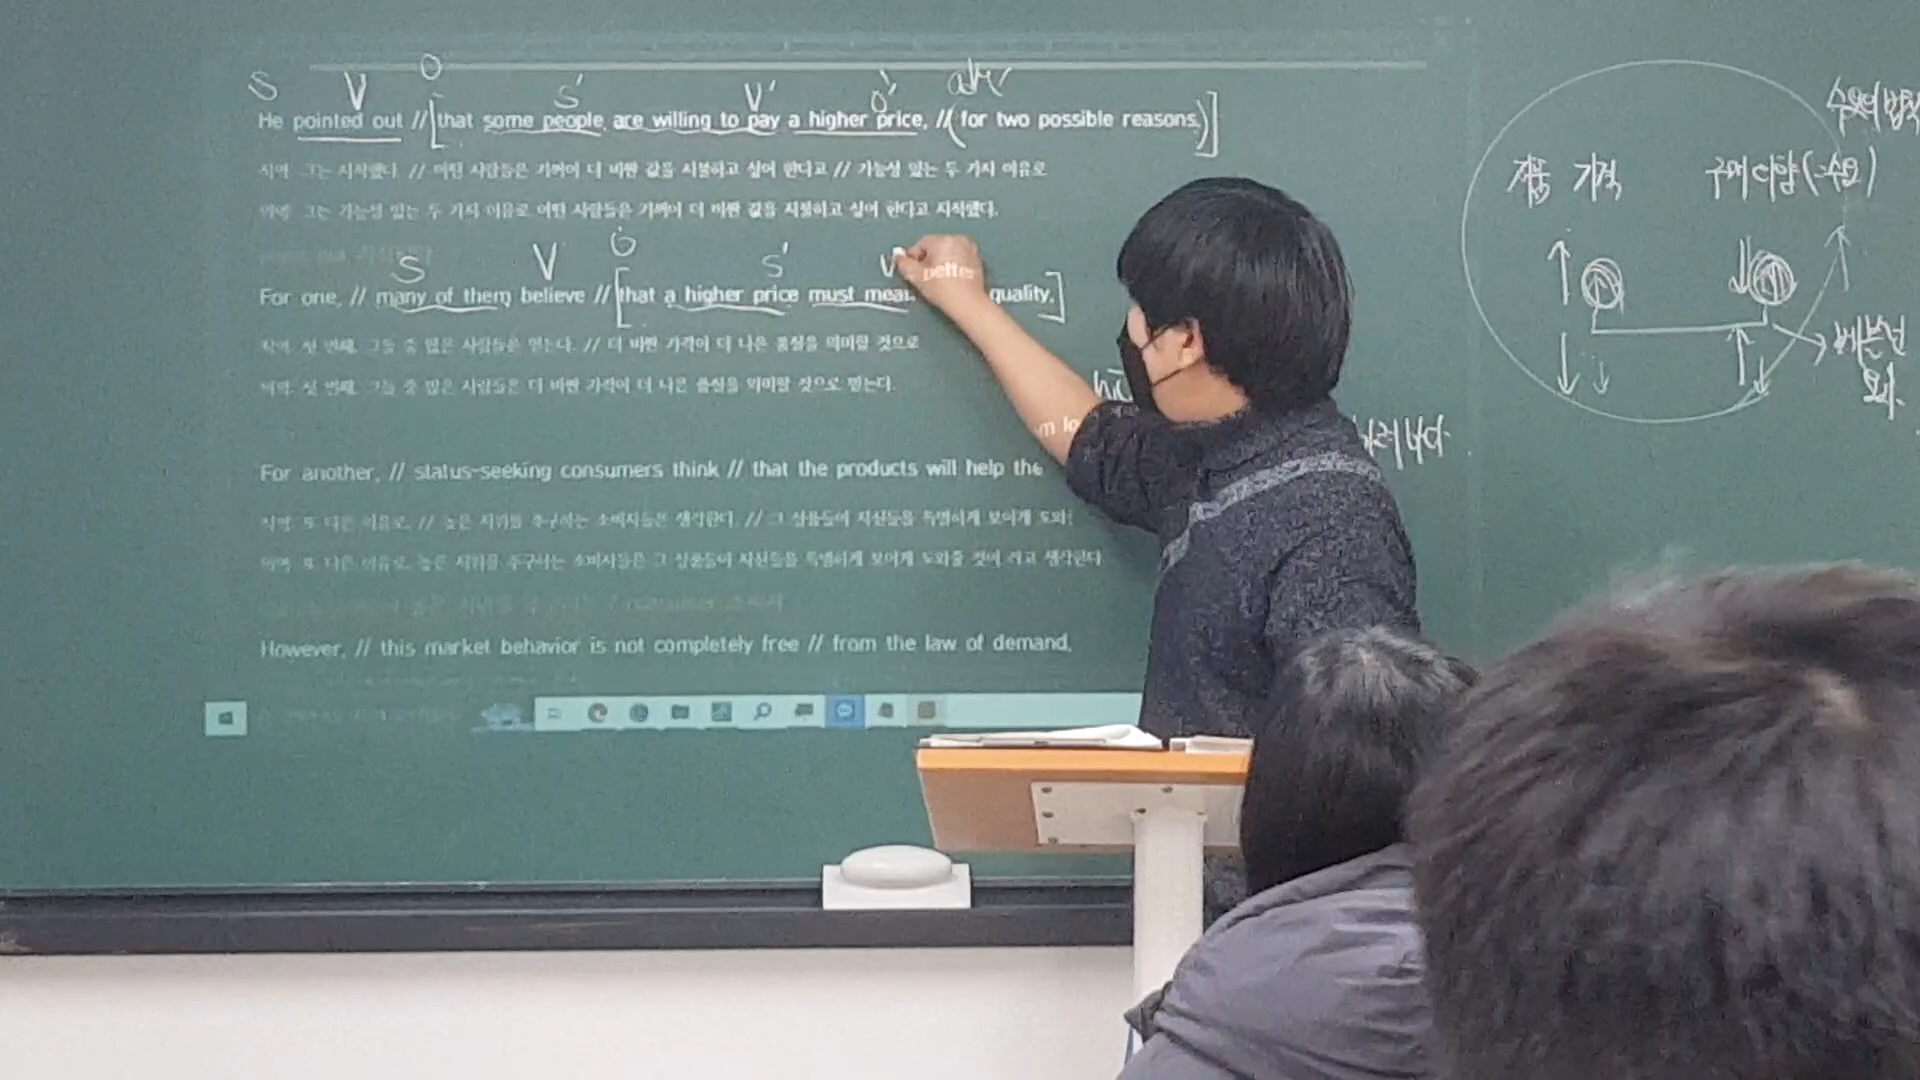 S V O S' V' O' adv
He pointed out // [that some people are willing to pay a higher price, // (for two possible reasons.)]
직역: 그는 지적했다. // 어떤 사람들은 기꺼이 더 비싼 값을 지불하고 싶어 한다고 // 가능성 있는 두 가지 이유로
의역: 그는 가능성 있는 두 가지 이유로 어떤 사람들은 기꺼이 더 비싼 값을 지불하고 싶어 한다고 지적했다.
S V O S' V
For one, // many of them believe // [that a higher price must mean better quality.]
직역: 첫 번째, 그들 중 많은 사람들은 믿는다. // 더 비싼 가격이 더 나은 품질을 의미할 것으로
의역: 첫 번째, 그들 중 많은 사람들은 더 비싼 가격이 더 나은 품질을 의미할 것으로 믿는다.
For another, // status-seeking consumers think // that the products will help the m lo
직역: 또 다른 이유로, // 높은 지위를 추구하는 소비자들은 생각한다. // 그 상품들이 자신들을 특별하게 보이게 도와
의역: 또 다른 이유로, 높은 지위를 추구하는 소비자들은 그 상품들이 자신들을 특별하게 보이게 도와줄 것이 라고 생각한다.
However, // this market behavior is not completely free // from the law of demand,
수요의 법칙
제품 가격 구매 다양(=수요)
베블런
효과